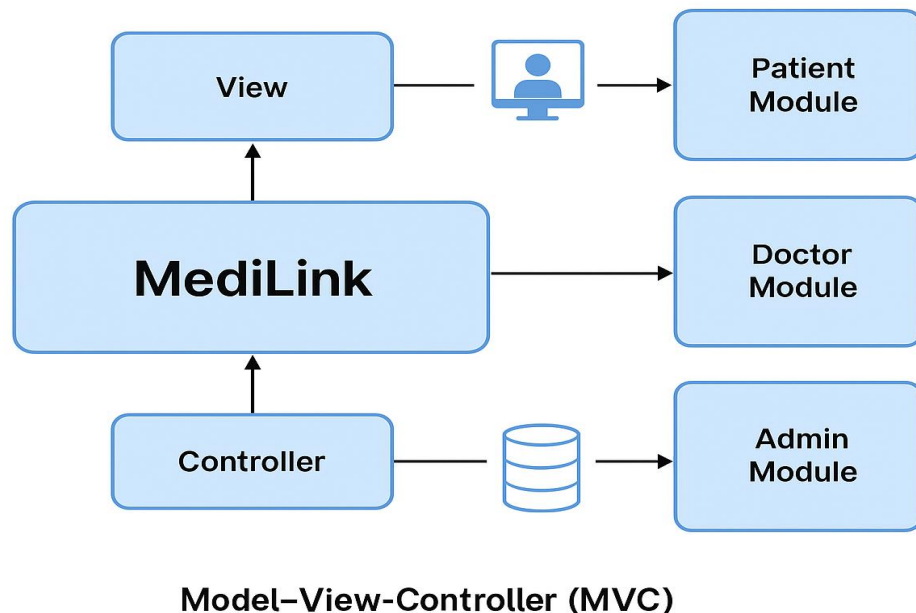 View
Patient
Module
MediLink
Doctor
Module
Controller
Admin
Module
Model–View-Controller (MVC)